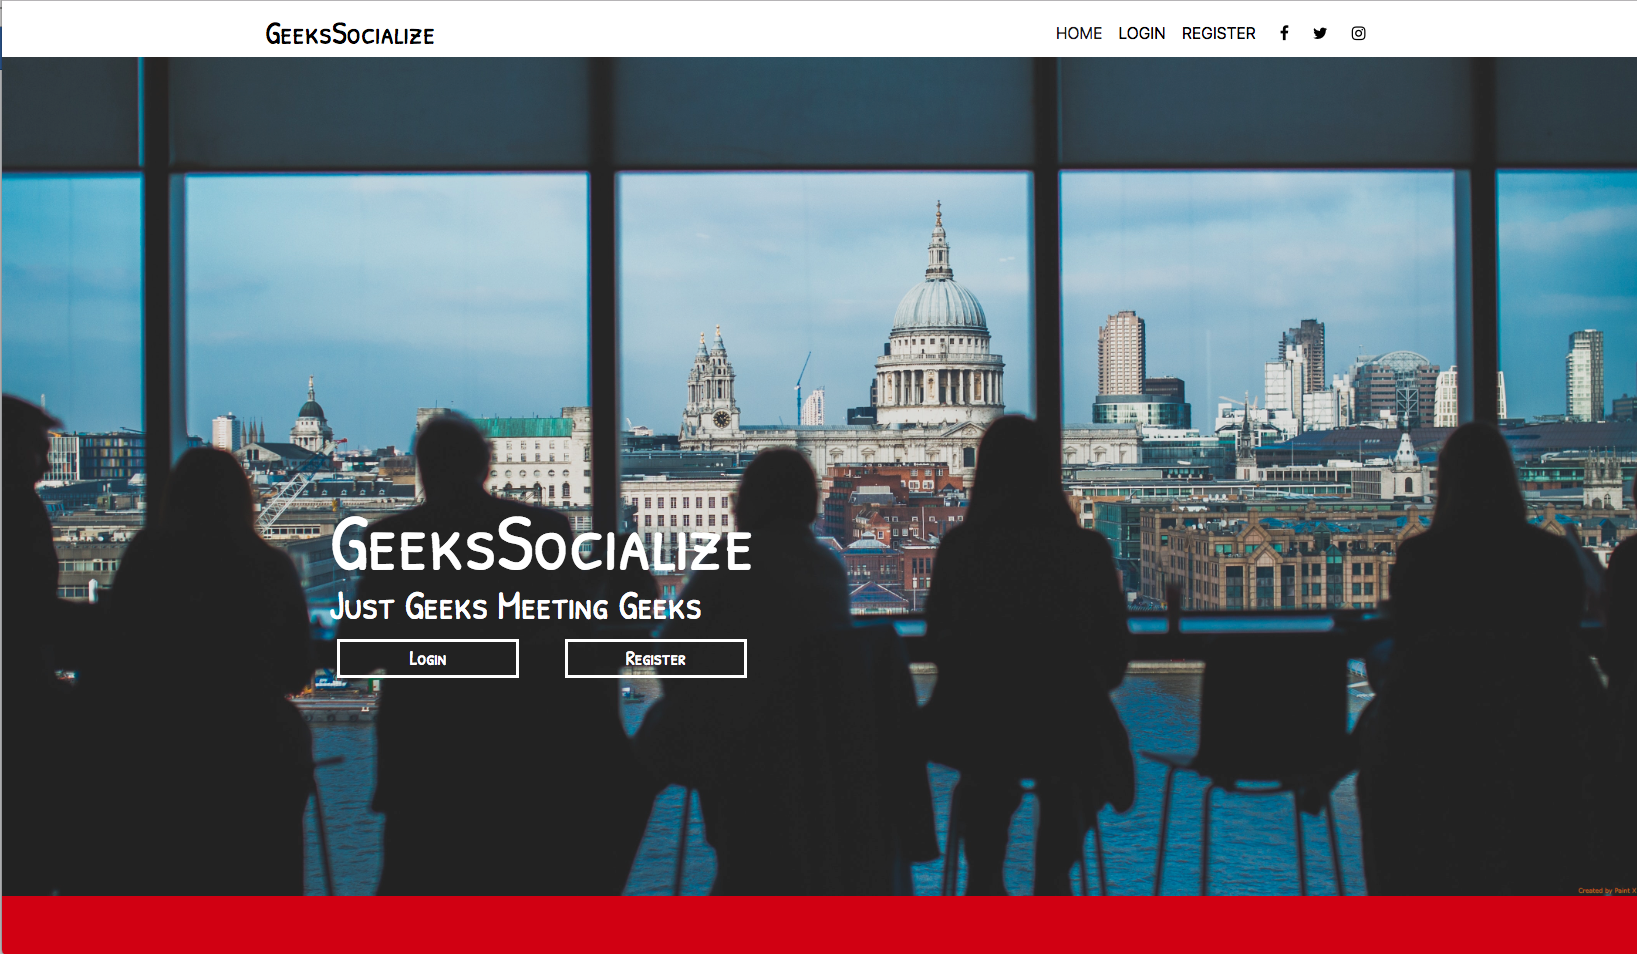 GeeksSocialize
HOME LOGIN REGISTER
GeeksSocialize
Just Geeks Meeting Geeks
Login Register
Created by Paint X